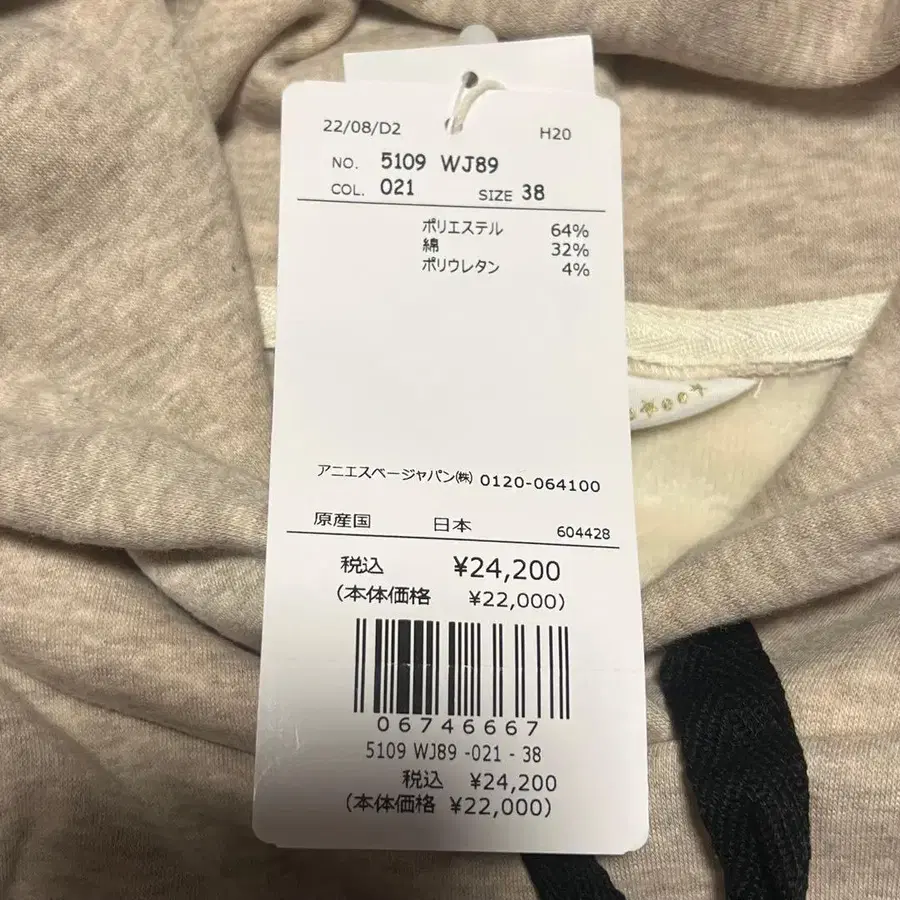 22/08/D2 H20
NO. 5109 WJ89
COL. 021 SIZE 38
ポリエステル 64%
綿 32%
ポリウレタン 4%
アニエスベージャパン㈱ 0120-064100
原産国 日本 604428
税込 ¥24,200
(本体価格 ¥22,000)
06746667
5109 WJ89 -021 - 38
税込 ¥24,200
(本体価格 ¥22,000)